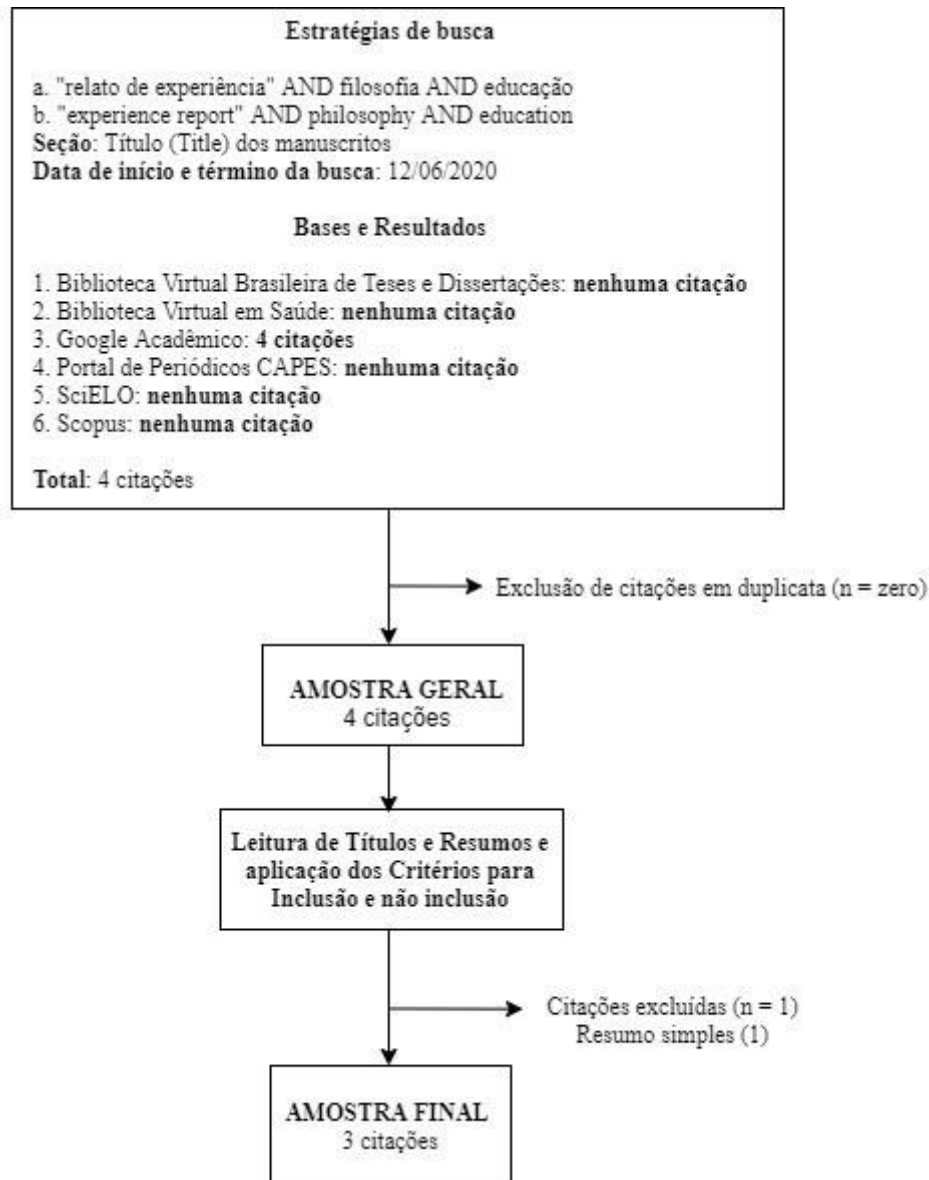 Estratégias de busca
a. "relato de experiência" AND filosofia AND educação
b. "experience report" AND philosophy AND education
Seção: Título (Title) dos manuscritos
Data de início e término da busca: 12/06/2020
Bases e Resultados
1. Biblioteca Virtual Brasileira de Teses e Dissertações: nenhuma citação
2. Biblioteca Virtual em Saúde: nenhuma citação
3. Google Acadêmico: 4 citações
4. Portal de Periódicos CAPES: nenhuma citação
5. SciELO: nenhuma citação
6. Scopus: nenhuma citação
Total: 4 citações
Exclusão de citações em duplicata (n = zero)
AMOSTRA GERAL
4 citações
Leitura de Títulos e Resumos e
aplicação dos Critérios para
Inclusão e não inclusão
Citações excluídas (n = 1)
Resumo simples (1)
AMOSTRA FINAL
3 citações